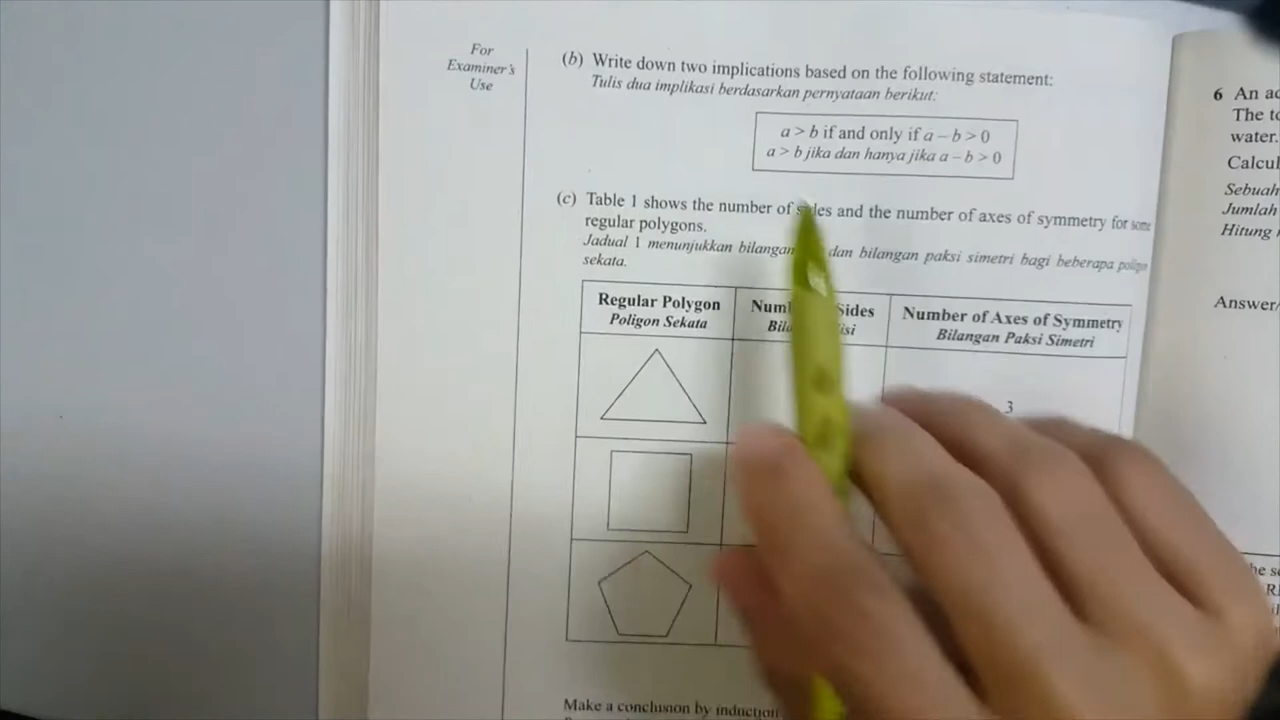 For
Examiner's
Use
(b) Write down two implications based on the following statement:
Tulis dua implikasi berdasarkan pernyataan berikut:
a > b if and only if a – b > 0
a > b jika dan hanya jika a – b > 0
(c) Table 1 shows the number of sides and the number of axes of symmetry for some
regular polygons.
Jadual 1 menunjukkan bilangan dan bilangan paksi simetri bagi beberapa poligon
sekata.
Regular Polygon
Poligon Sekata
Sides
Number of Axes of Symmetry
Bilangan Paksi Simetri
3
Make a conclusion by induction
6 An
The
water.
Sebuah
Jumlah
Hitung
Answer